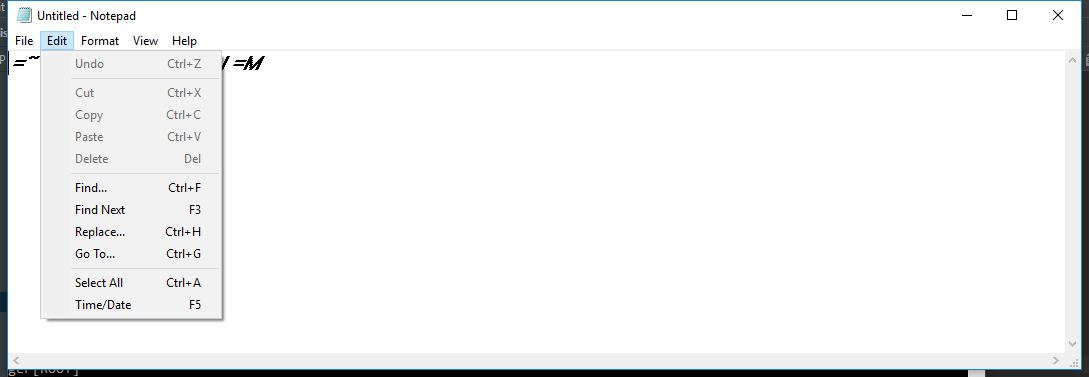 Untitled - Notepad
File Edit Format View Help
=~ =M
Undo Ctrl+Z
Cut Ctrl+X
Copy Ctrl+C
Paste Ctrl+V
Delete Del
Find... Ctrl+F
Find Next F3
Replace... Ctrl+H
Go To... Ctrl+G
Select All Ctrl+A
Time/Date F5